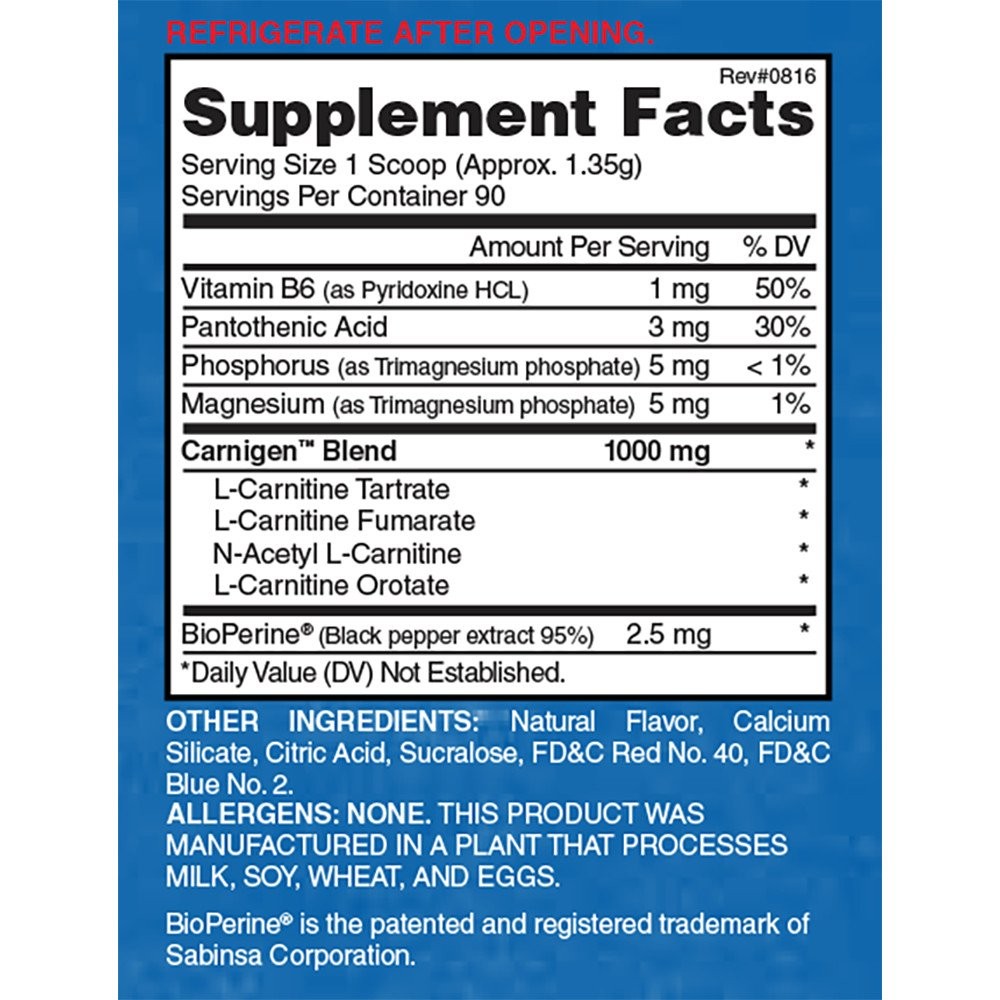 REFRIGERATE AFTER OPENING.
Rev#0816
Supplement Facts
Serving Size 1 Scoop (Approx. 1.35g)
Servings Per Container 90
Amount Per Serving % DV
Vitamin B6 (as Pyridoxine HCL) 1 mg 50%
Pantothenic Acid 3 mg 30%
Phosphorus (as Trimagnesium phosphate) 5 mg < 1%
Magnesium (as Trimagnesium phosphate) 5 mg 1%
Carnigen™ Blend 1000 mg *
L-Carnitine Tartrate *
L-Carnitine Fumarate *
N-Acetyl L-Carnitine *
L-Carnitine Orotate *
BioPerine® (Black pepper extract 95%) 2.5 mg *
*Daily Value (DV) Not Established.
OTHER INGREDIENTS: Natural Flavor, Calcium
Silicate, Citric Acid, Sucralose, FD&C Red No. 40, FD&C
Blue No. 2.
ALLERGENS: NONE. THIS PRODUCT WAS
MANUFACTURED IN A PLANT THAT PROCESSES
MILK, SOY, WHEAT, AND EGGS.
BioPerine® is the patented and registered trademark of
Sabinsa Corporation.